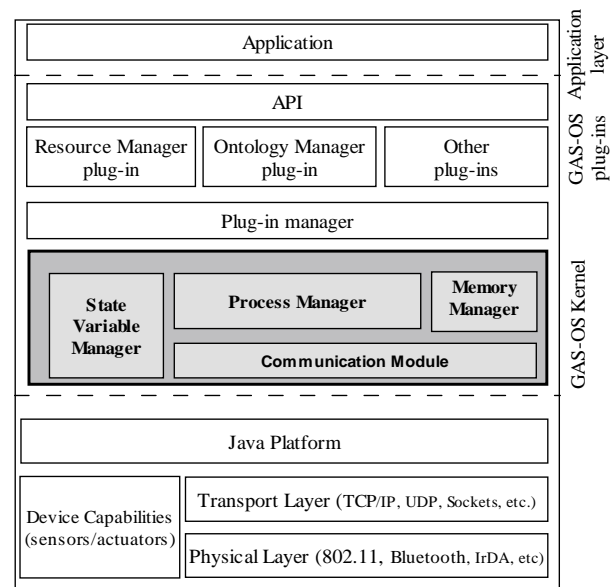 Application
Application
layer
API
Resource Manager
plug-in
Ontology Manager
plug-in
Other
plug-ins
GAS-OS
plug-ins
Plug-in manager
State
Variable
Manager
Process Manager
Memory
Manager
Communication Module
GAS-OS Kernel
Java Platform
Device Capabilities
(sensors/actuators)
Transport Layer (TCP/IP, UDP, Sockets, etc.)
Physical Layer (802.11, Bluetooth, IrDA, etc)